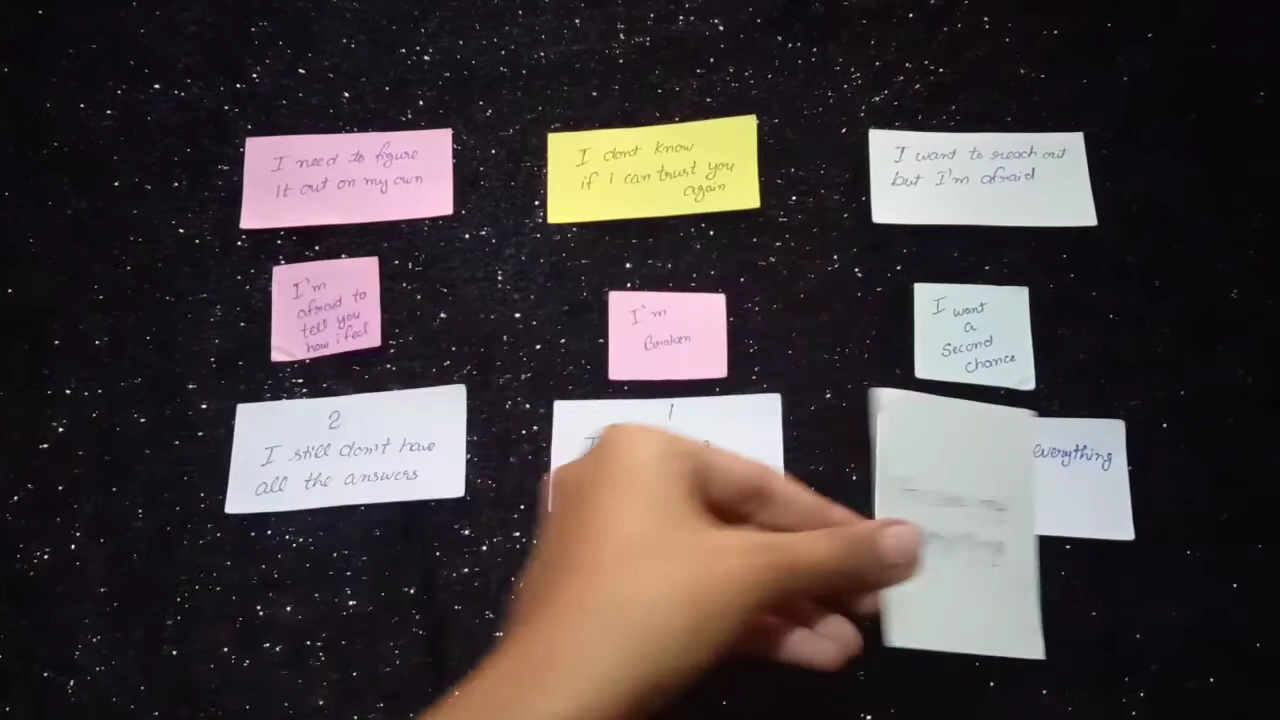 I need to figure
it out on my own
I dont know
if i can trust you
again
I want to reach out
but I'm afraid
I'm
afraid to
tell you
how i feel
I'm
Broken
I want
a
Second
chance
2
I still don't have
all the answers
1
I
everything